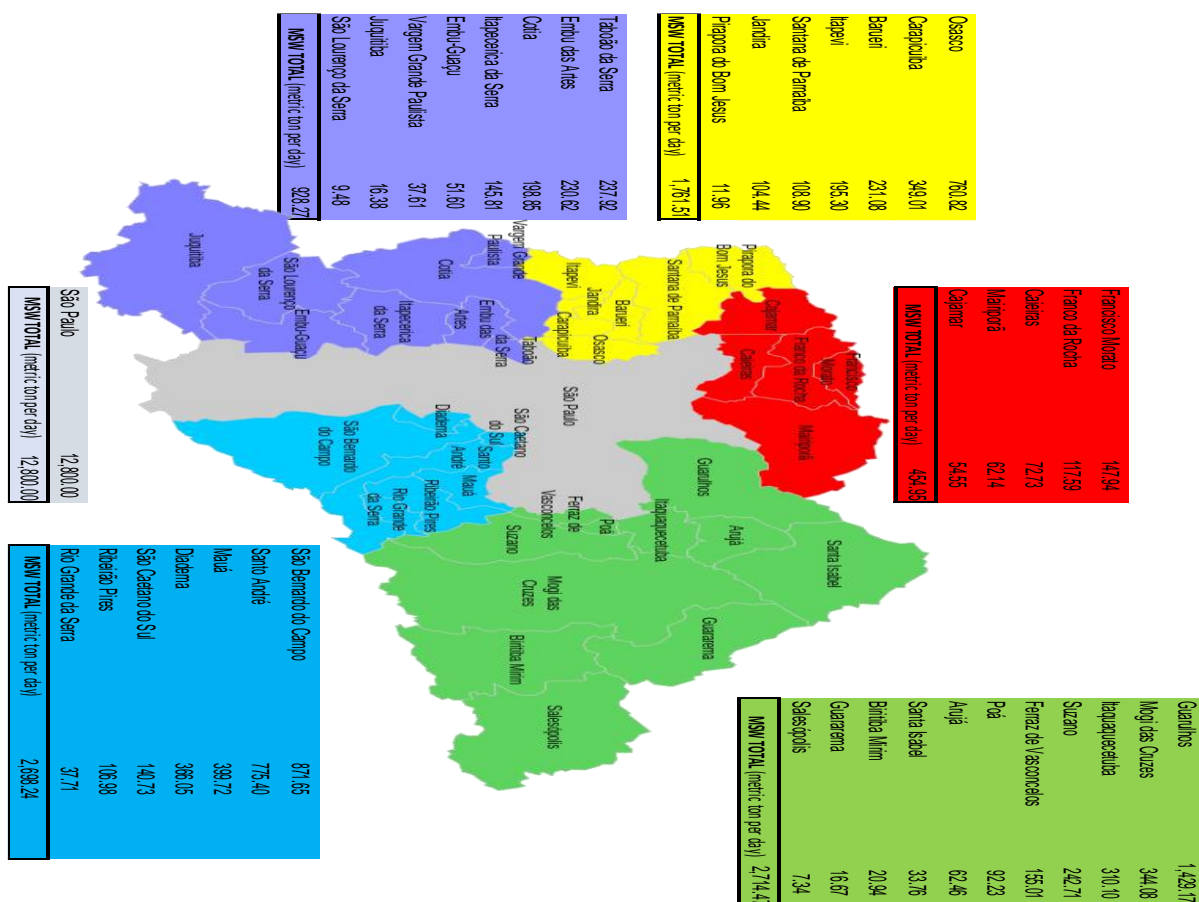 Guarulhos 1,429.17
Mogi das Cruzes 344.08
Itaquaquecetuba 310.10
Suzano 242.71
Ferraz de Vasconcelos 155.01
Poá 92.23
Arujá 62.46
Santa Isabel 33.76
Biritiba Mirim 20.94
Guararema 16.67
Salesópolis 7.34
MSW TOTAL (metric ton per day) 2,714.47
Francisco Morato 147.94
Franco da Rocha 117.59
Caieiras 72.73
Mairiporã 62.14
Cajamar 54.55
MSW TOTAL (metric ton per day) 454.95
Osasco 760.82
Carapicuíba 349.01
Barueri 231.08
Itapevi 195.30
Santana de Parnaíba 108.90
Jandira 104.44
Pirapora do Bom Jesus 11.96
MSW TOTAL (metric ton per day) 1,761.51
Taboão da Serra 237.92
Embu das Artes 230.62
Cotia 198.85
Itapecerica da Serra 145.81
Embu-Guaçu 51.60
Vargem Grande Paulista 37.61
Juquitiba 16.38
São Lourenço da Serra 9.48
MSW TOTAL (metric ton per day) 928.27
Francisco
Morato
Franco da Rocha
Mairiporã
Cajamar
Caieiras
Pirapora do
Bom Jesus
Santana de Parnaíba
Barueri
Osasco
Jandira
Itapevi
Carapicuíba
Vargem Grande
Paulista
Cotia
Taboão
da Serra
Embu das
Artes
Itapecerica
da Serra
Embu-Guaçu
São Lourenço
da Serra
Juquitiba
São Paulo
Santa Isabel
Arujá
Guarulhos
Guararema
Itaquaquecetuba
Poá
Ferraz de
Vasconcelos
Suzano
Mogi das
Cruzes
Biritiba Mirim
Salesópolis
São Caetano
do Sul
Santo
André
Mauá
Diadema
Ribeirão Pires
Rio Grande
da Serra
São Bernardo
do Campo
São Bernardo do Campo 871.65
Santo André 775.40
Mauá 399.72
Diadema 366.05
São Caetano do Sul 140.73
Ribeirão Pires 106.98
Rio Grande da Serra 37.71
MSW TOTAL (metric ton per day) 2,698.24
São Paulo 12,800.00
MSW TOTAL (metric ton per day) 12,800.00